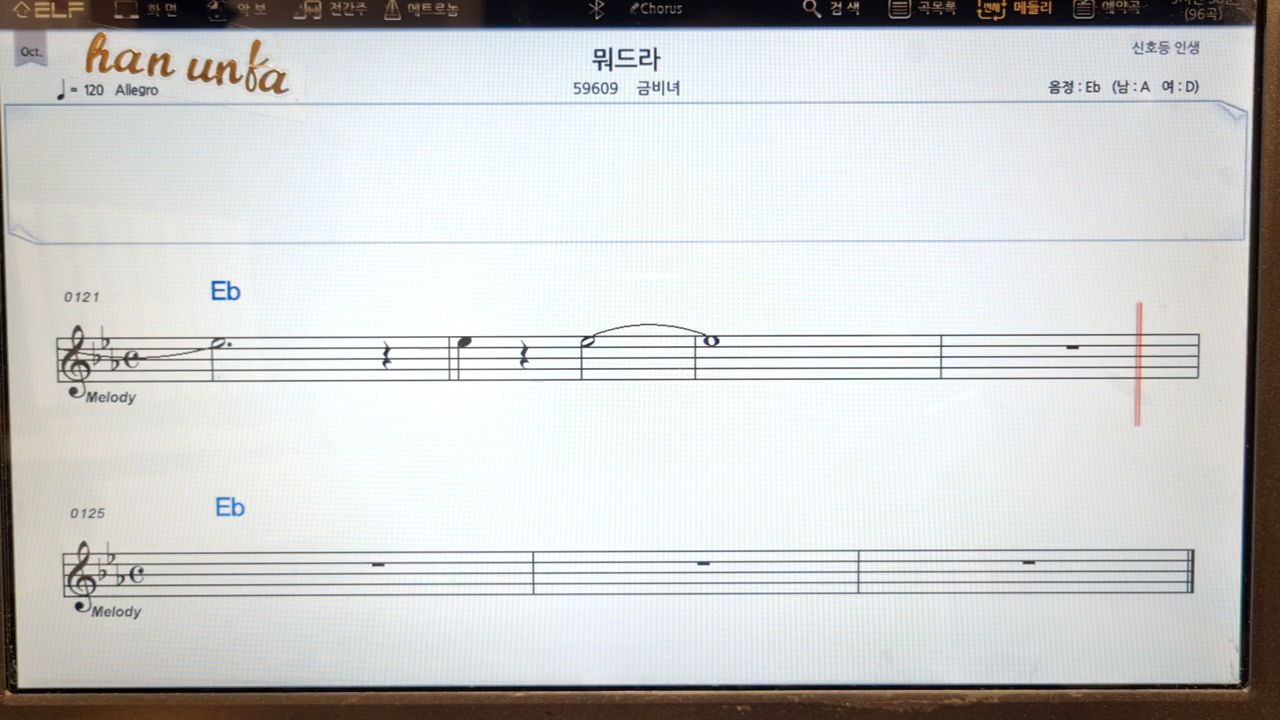 ELF 화면 악보 전간주 메트로놈 Chorus 검색 곡목록 전체 메들리 예약곡
(96곡)
Oct. han unfa
뭐드라
신호등 인생
♩= 120 Allegro
59609 금비녀
음정 : Eb (남 : A 여 : D)
0121 Eb
Melody
0125 Eb
Melody